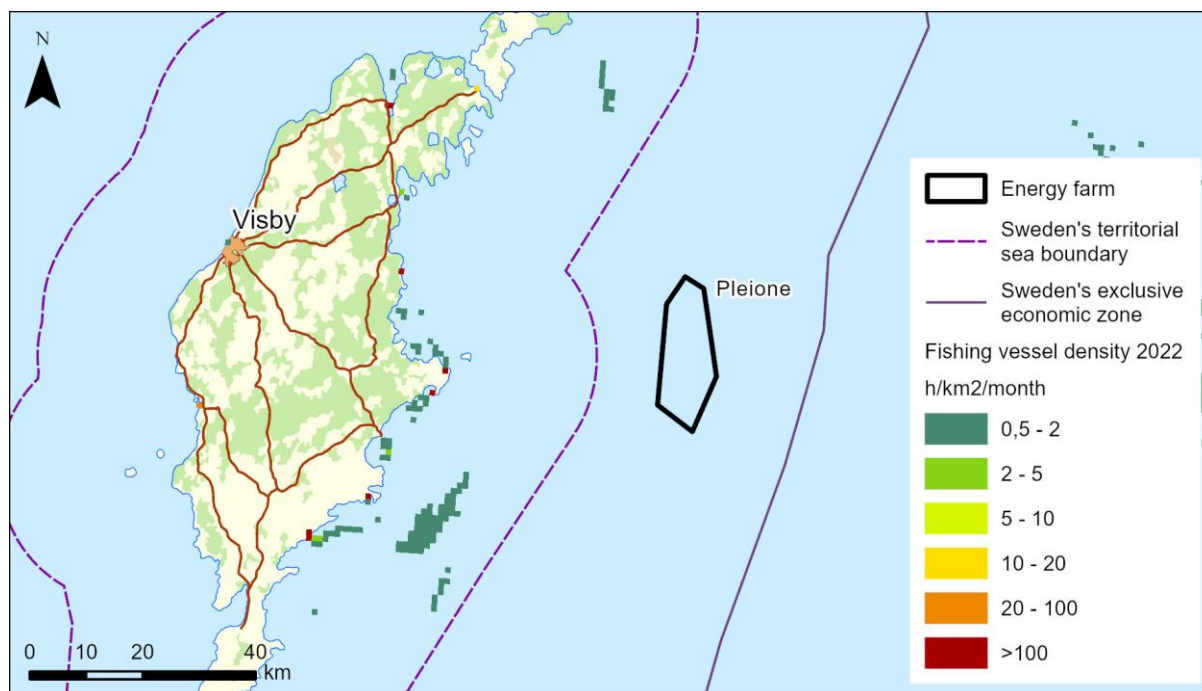 N
Visby
Pleione
Energy farm
Sweden's territorial
sea boundary
Sweden's exclusive
economic zone
Fishing vessel density 2022
h/km2/month
0,5 - 2
2 - 5
5 - 10
10 - 20
20 - 100
>100
0 10 20 40
km